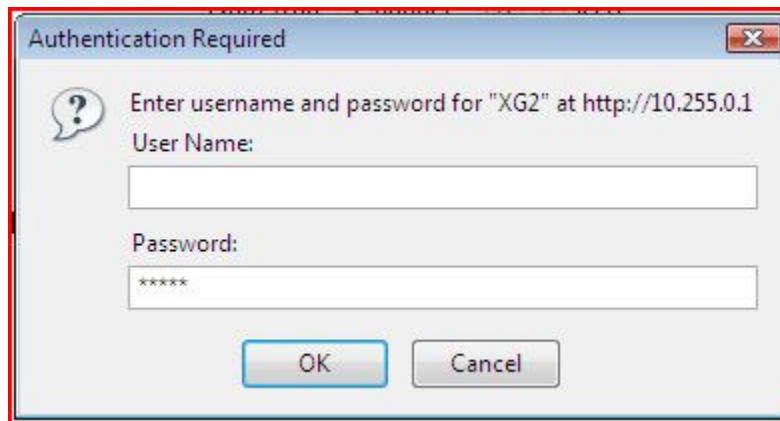 Authentication Required
Enter username and password for "XG2" at http://10.255.0.1
User Name:
Password:
*****
OK
Cancel